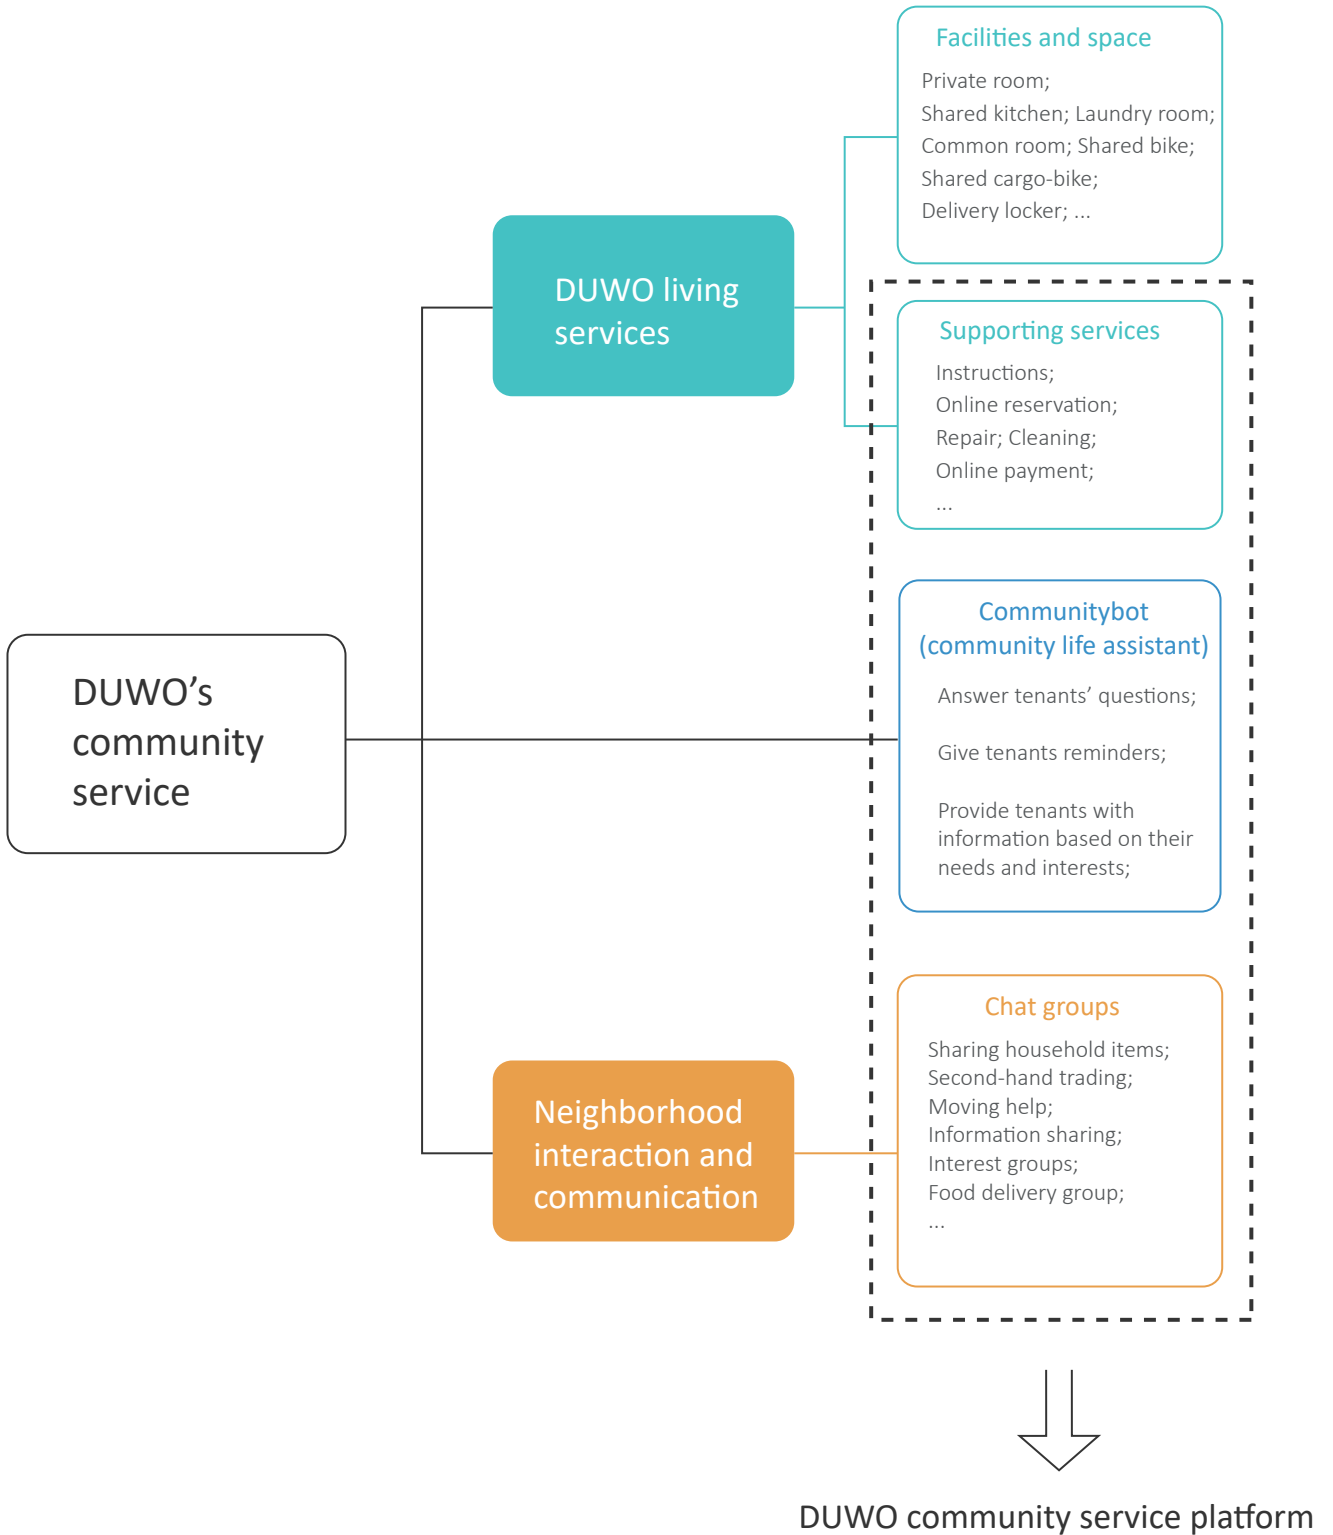 Facilities and space
Private room;
Shared kitchen; Laundry room;
Common room; Shared bike;
Shared cargo-bike;
Delivery locker; ...
DUWO living
services
Supporting services
Instructions;
Online reservation;
Repair; Cleaning;
Online payment;
...
DUWO’s
community
service
Communitybot
(community life assistant)
Answer tenants’ questions;
Give tenants reminders;
Provide tenants with
information based on their
needs and interests;
Neighborhood
interaction and
communication
Chat groups
Sharing household items;
Second-hand trading;
Moving help;
Information sharing;
Interest groups;
Food delivery group;
...
DUWO community service platform